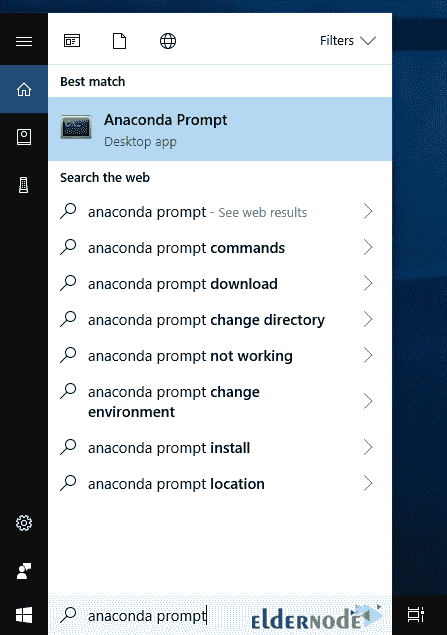 Filters
Best match
Anaconda Prompt
Desktop app
Search the web
anaconda prompt - See web results
anaconda prompt commands
anaconda prompt download
anaconda prompt change directory
anaconda prompt not working
anaconda prompt change
environment
anaconda prompt install
anaconda prompt location
anaconda prompt
ELDERNODE